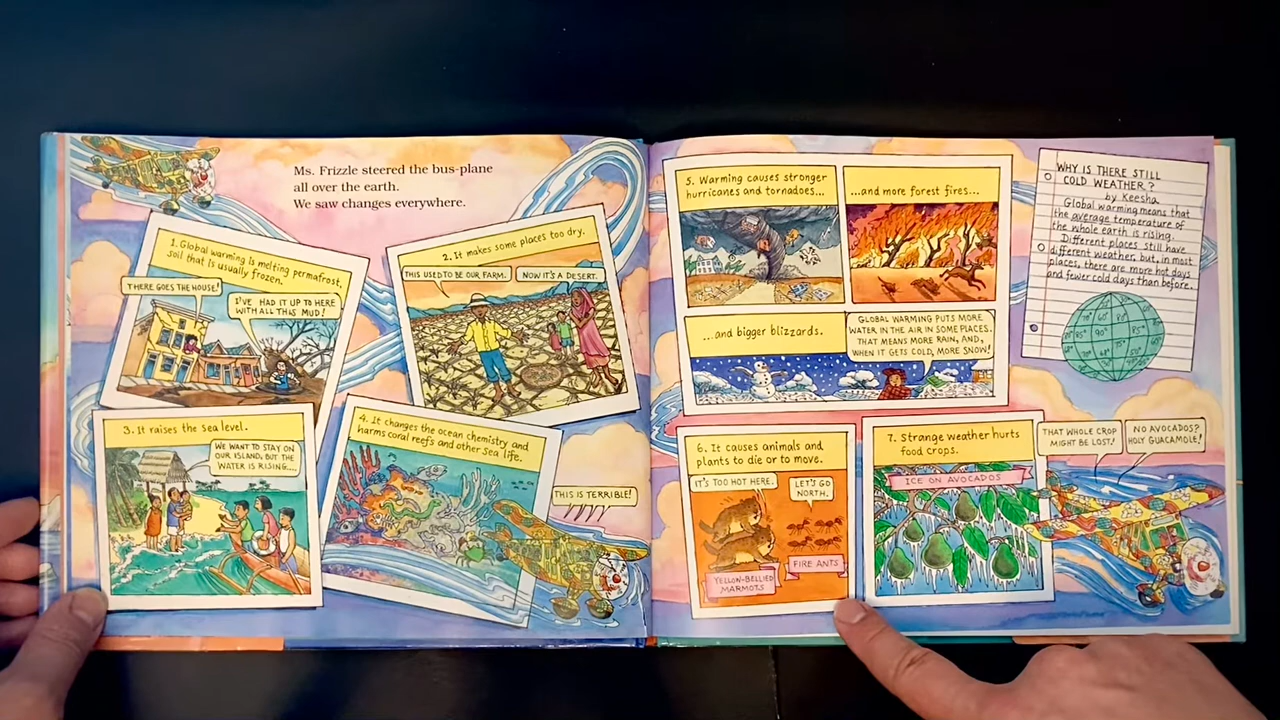 Ms. Frizzle steered the bus-plane
all over the earth.
We saw changes everywhere.
1. Global warming is melting permafrost,
soil that is usually frozen.
THERE GOES THE HOUSE!
I'VE HAD IT UP TO HERE
WITH ALL THIS MUD!
2. It makes some places too dry.
THIS USED TO BE OUR FARM.
NOW IT'S A DESERT.
3. It raises the sea level.
WE WANT TO STAY ON
OUR ISLAND, BUT THE
WATER IS RISING...
4. It changes the ocean chemistry and
harms coral reefs and other sea life.
THIS IS TERRIBLE!
5. Warming causes stronger
hurricanes and tornadoes...
...and more forest fires...
...and bigger blizzards.
GLOBAL WARMING PUTS MORE
WATER IN THE AIR IN SOME PLACES.
THAT MEANS MORE RAIN, AND,
WHEN IT GETS COLD, MORE SNOW!
6. It causes animals and
plants to die or to move.
IT'S TOO HOT HERE.
LET'S GO
NORTH.
YELLOW-BELLIED
MARMOTS
FIRE ANTS
7. Strange weather hurts
food crops.
ICE ON AVOCADOS
THAT WHOLE CROP
MIGHT BE LOST!
NO AVOCADOS?
HOLY GUACAMOLE!
WHY IS THERE STILL
COLD WEATHER?
by Keesha
Global warming means that
the average temperature of
the whole earth is rising.
Different places still have
different weather, but, in most
places, there are more hot days
and fewer cold days than before.